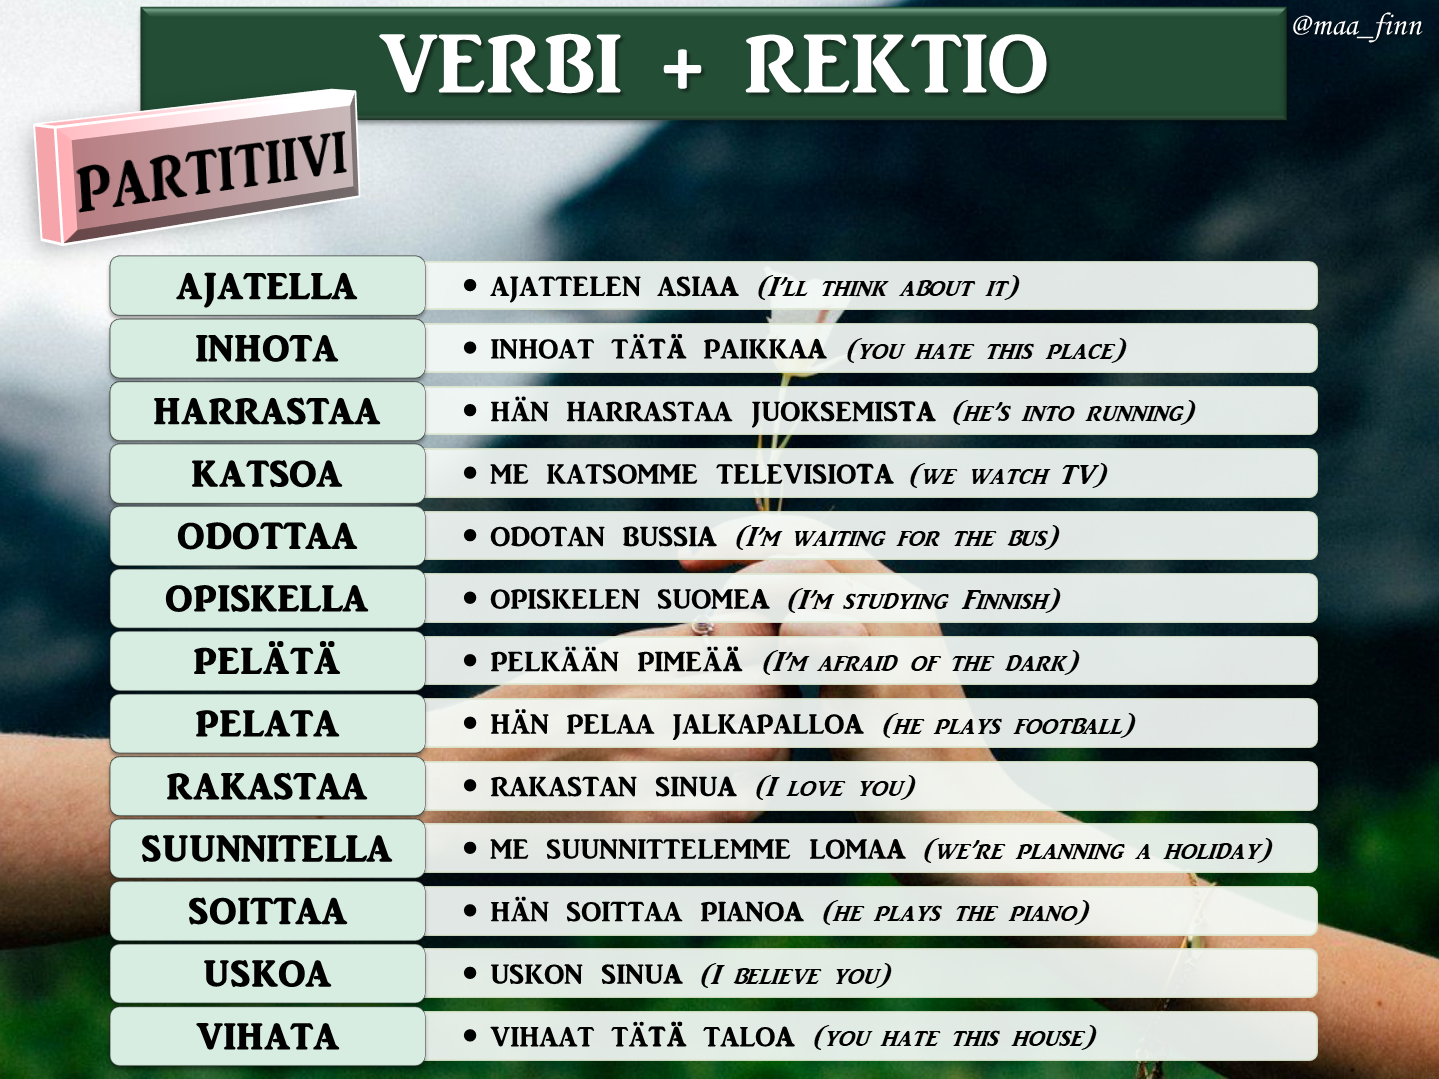 @maa_finn
VERBI + REKTIO
PARTITIIVI
AJATELLA
• AJATTELEN ASIAA (I'LL THINK ABOUT IT)
INHOTA
• INHOAT TÄTÄ PAIKKAA (YOU HATE THIS PLACE)
HARRASTAA
• HÄN HARRASTAA JUOKSEMISTA (HE'S INTO RUNNING)
KATSOA
• ME KATSOMME TELEVISIOTA (WE WATCH TV)
ODOTTAA
• ODOTAN BUSSIA (I'M WAITING FOR THE BUS)
OPISKELLA
• OPISKELEN SUOMEA (I'M STUDYING FINNISH)
PELÄTÄ
• PELKÄÄN PIMEÄÄ (I'M AFRAID OF THE DARK)
PELATA
• HÄN PELAA JALKAPALLOA (HE PLAYS FOOTBALL)
RAKASTAA
• RAKASTAN SINUA (I LOVE YOU)
SUUNNITELLA
• ME SUUNNITTELEMME LOMAA (WE'RE PLANNING A HOLIDAY)
SOITTAA
• HÄN SOITTAA PIANOA (HE PLAYS THE PIANO)
USKOA
• USKON SINUA (I BELIEVE YOU)
VIHATA
• VIHAAT TÄTÄ TALOA (YOU HATE THIS HOUSE)